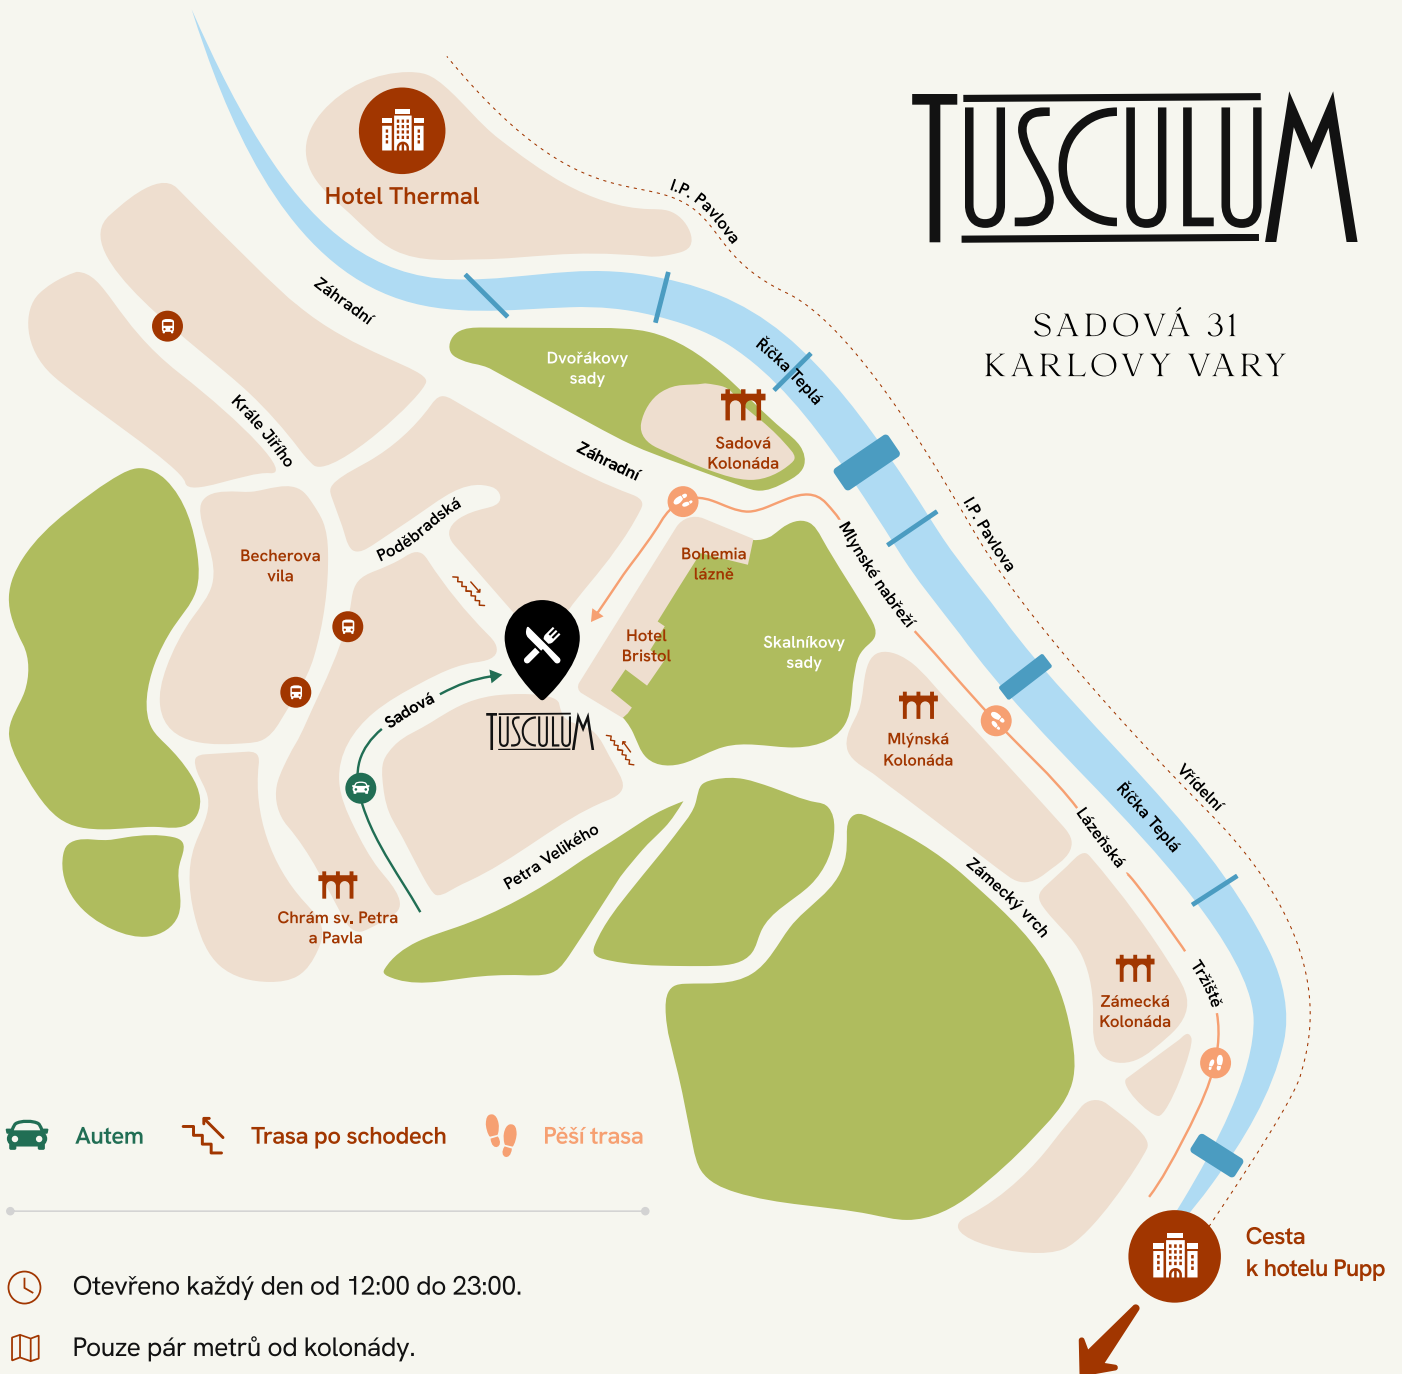 TUSCULUM
SADOVÁ 31
KARLOVY VARY
Hotel Thermal
I.P. Pavlova
Záhradní
Říčka Teplá
Dvořákovy
sady
Sadová
Kolonáda
Krále Jiřího
Záhradní
Poděbradská
Mlýnské nabřeží
I.P. Pavlova
Becherova
vila
Bohemia
lázně
Hotel
Bristol
Skalníkovy
sady
Sadová
TUSCULUM
Mlýnská
Kolonáda
Vřídelní
Říčka Teplá
Lázeňská
Petra Velikého
Zámecký vrch
Chrám sv. Petra
a Pavla
Tržiště
Zámecká
Kolonáda
Autem
Trasa po schodech
Pěší trasa
Cesta
k hotelu Pupp
Otevřeno každý den od 12:00 do 23:00.
Pouze pár metrů od kolonády.